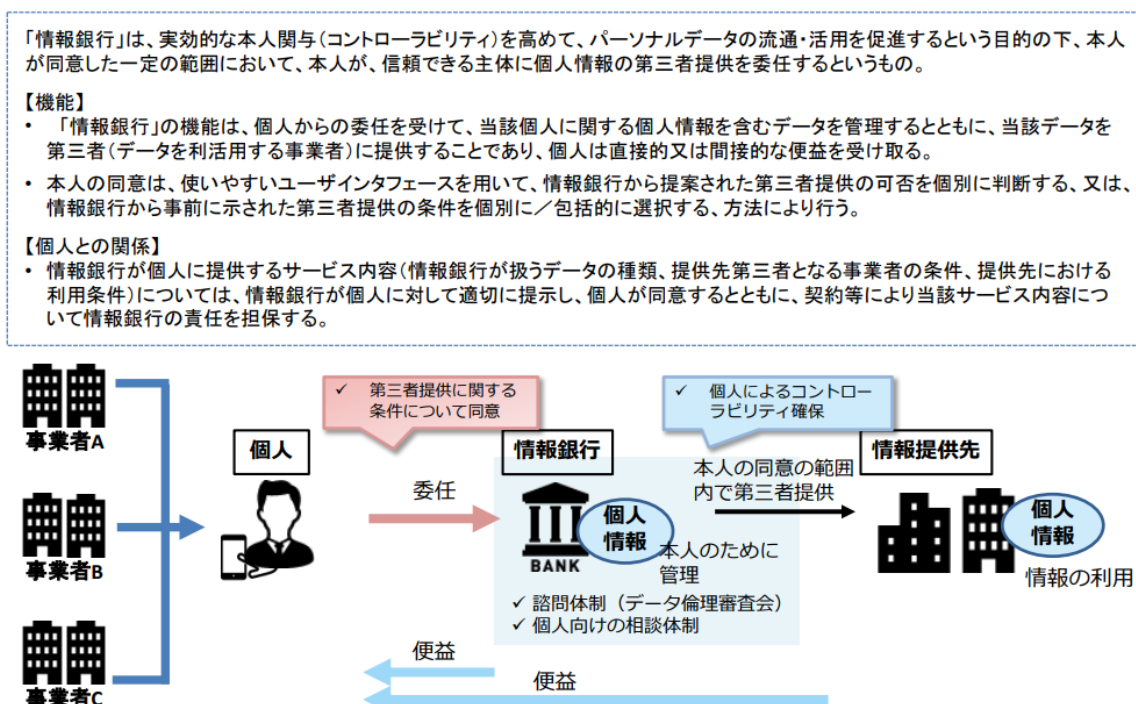 「情報銀行」は、実効的な本人関与(コントローラビリティ)を高めて、パーソナルデータの流通・活用を促進するという目的の下、本人
が同意した一定の範囲において、本人が、信頼できる主体に個人情報の第三者提供を委任するというもの。
【機能】
• 「情報銀行」の機能は、個人からの委任を受けて、当該個人に関する個人情報を含むデータを管理するとともに、当該データを
第三者(データを利活用する事業者)に提供することであり、個人は直接的又は間接的な便益を受け取る。
• 本人の同意は、使いやすいユーザインタフェースを用いて、情報銀行から提案された第三者提供の可否を個別に判断する、又は、
情報銀行から事前に示された第三者提供の条件を個別に/包括的に選択する、方法により行う。
【個人との関係】
• 情報銀行が個人に提供するサービス内容(情報銀行が扱うデータの種類、提供先第三者となる事業者の条件、提供先における
利用条件)については、情報銀行が個人に対して適切に提示し、個人が同意するとともに、契約等により当該サービス内容につ
いて情報銀行の責任を担保する。
✓ 第三者提供に関する
条件について同意
✓ 個人によるコントロー
ラビリティ確保
事業者A
個人
情報銀行
情報提供先
委任
本人の同意の範囲
内で第三者提供
事業者B
BANK
個人
情報
本人のために
管理
個人
情報
情報の利用
✓ 諮問体制(データ倫理審査会)
✓ 個人向けの相談体制
便益
便益
事業者C